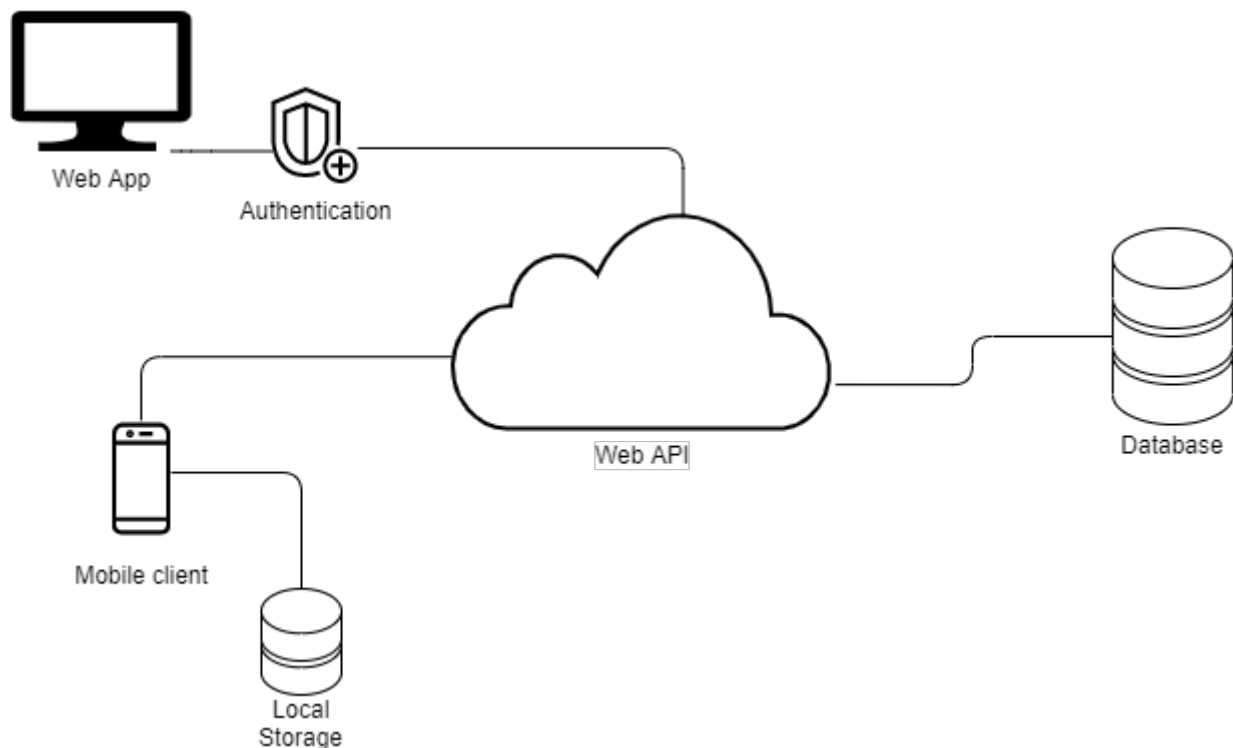 Web App
Authentication
Web API
Database
Mobile client
Local
Storage